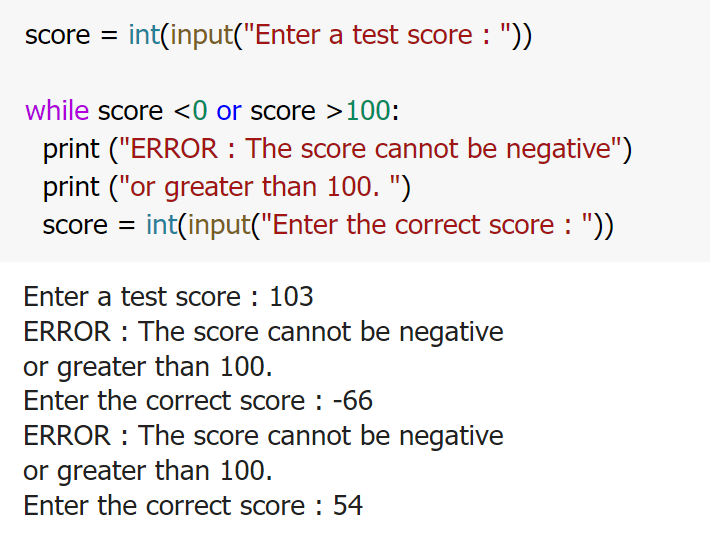 score = int(input("Enter a test score : "))
while score <0 or score >100:
print ("ERROR : The score cannot be negative")
print ("or greater than 100. ")
score = int(input("Enter the correct score : "))
Enter a test score : 103
ERROR : The score cannot be negative
or greater than 100.
Enter the correct score : -66
ERROR : The score cannot be negative
or greater than 100.
Enter the correct score : 54